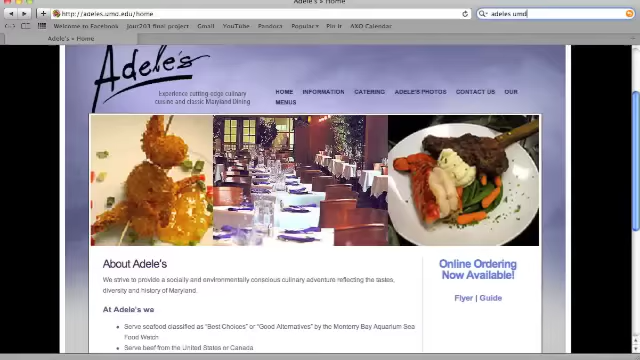 Adele's » Home
http://adeles.umd.edu/home
adeles umd
Welcome to Facebook
Jour203 final project
Gmail
YouTube
Pandora
Popular
Pin It
AXO Calendar
Adele's » Home
Adele's
Experience cutting-edge culinary
cuisine and classic Maryland Dining
HOME INFORMATION CATERING ADELE'S PHOTOS CONTACT US OUR
MENUS
About Adele's
We strive to provide a socially and environmentally conscious culinary adventure reflecting the tastes,
diversity and history of Maryland.
At Adele's we
Serve seafood classified as "Best Choices" or "Good Alternatives" by the Monterry Bay Aquarium Sea
Food Watch
Serve beef from the United States or Canada
Online Ordering
Now Available!
Flyer | Guide